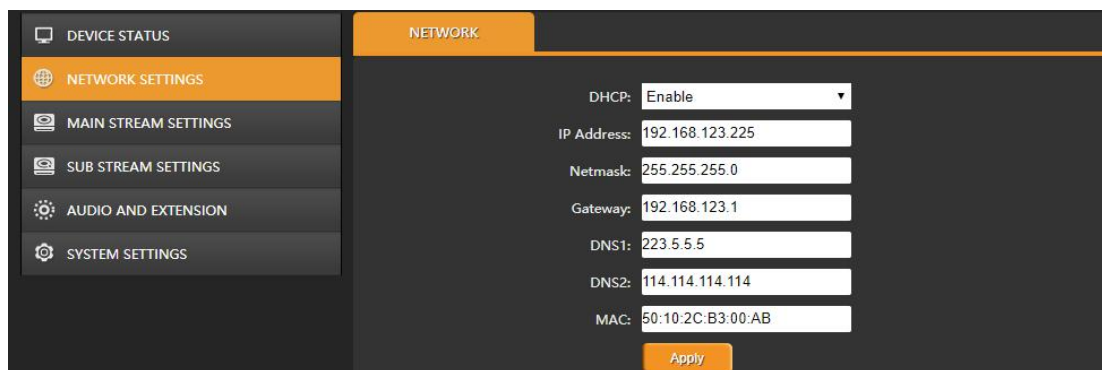 DEVICE STATUS
NETWORK SETTINGS
MAIN STREAM SETTINGS
SUB STREAM SETTINGS
AUDIO AND EXTENSION
SYSTEM SETTINGS
NETWORK
DHCP: Enable
IP Address: 192.168.123.225
Netmask: 255.255.255.0
Gateway: 192.168.123.1
DNS1: 223.5.5.5
DNS2: 114.114.114.114
MAC: 50:10:2C:B3:00:AB
Apply